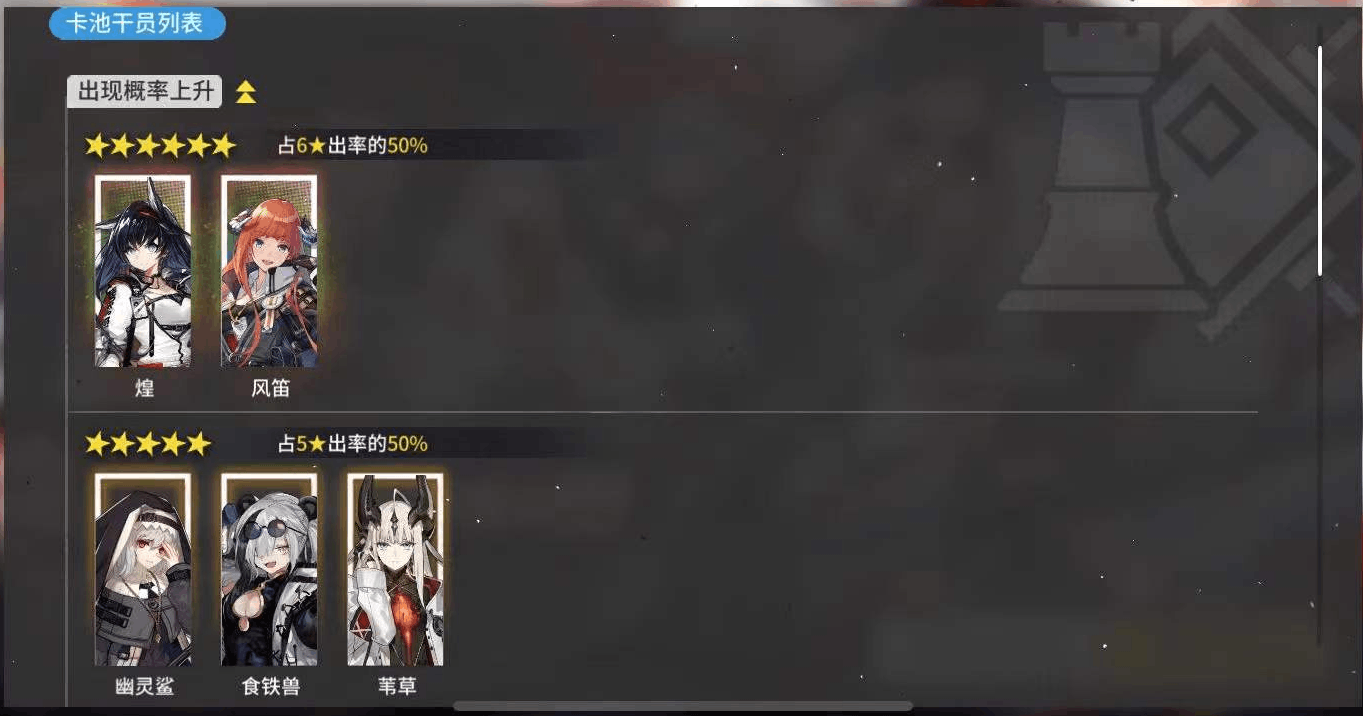 卡池干员列表
出现概率上升
★★★★★★ 占6★出率的50%
煌 风笛
★★★★★ 占5★出率的50%
幽灵鲨 食铁兽 苇草